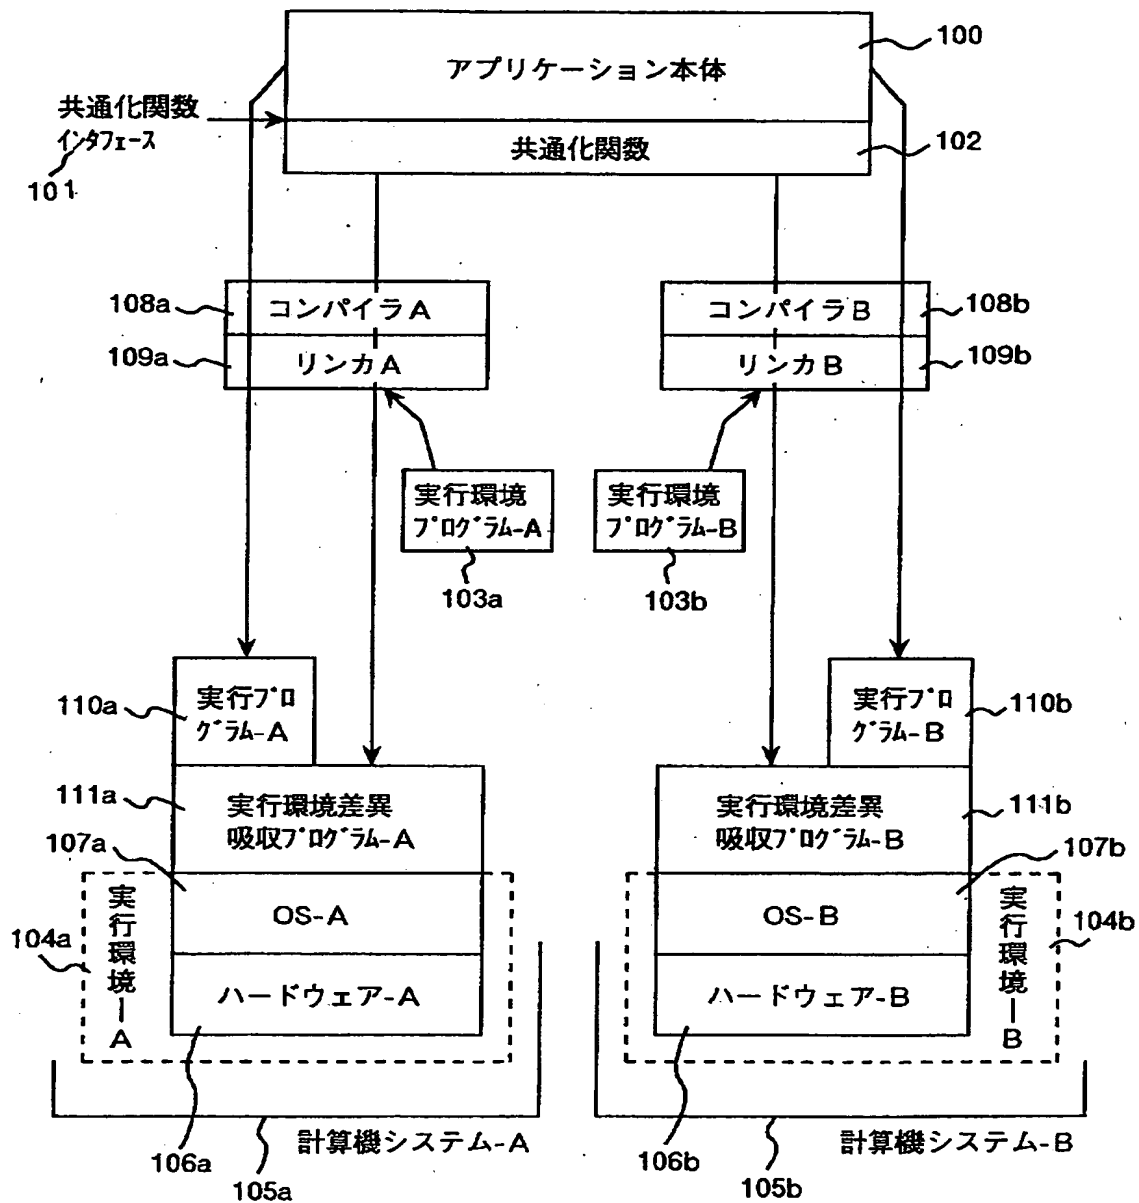 100
アプリケーション本体
共通化関数
インタフェース
101
共通化関数
102
108a
コンパイラA
コンパイラB
108b
109a
リンカA
リンカB
109b
実行環境
プログラム-A
実行環境
プログラム-B
103a
103b
110a
実行プロ
グラム-A
実行プロ
グラム-B
110b
111a
実行環境差異
吸収プログラム-A
実行環境差異
吸収プログラム-B
111b
107a
107b
104a
実行環境-A
OS-A
OS-B
実行環境-B
104b
ハードウェア-A
ハードウェア-B
計算機システム-A
計算機システム-B
106a
105a
106b
105b